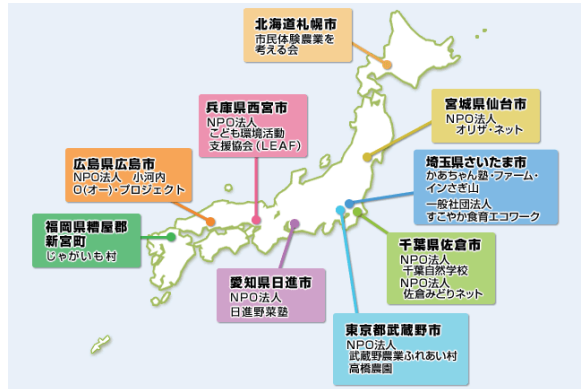 北海道札幌市
市民体験農業を
考える会
宮城県仙台市
NPO法人
オリザ・ネット
兵庫県西宮市
NPO法人
こども環境活動
支援協会（LEAF）
埼玉県さいたま市
かあちゃん塾・ファーム・
インさぎ山
一般社団法人
すこやか食育エコワーク
広島県広島市
NPO法人　小河内
O(オー)・プロジェクト
福岡県糟屋郡
新宮町
じゃがいも村
千葉県佐倉市
NPO法人
千葉自然学校
NPO法人
佐倉みどりネット
愛知県日進市
NPO法人
日進野菜塾
東京都武蔵野市
NPO法人
武蔵野農業ふれあい村
高橋農園